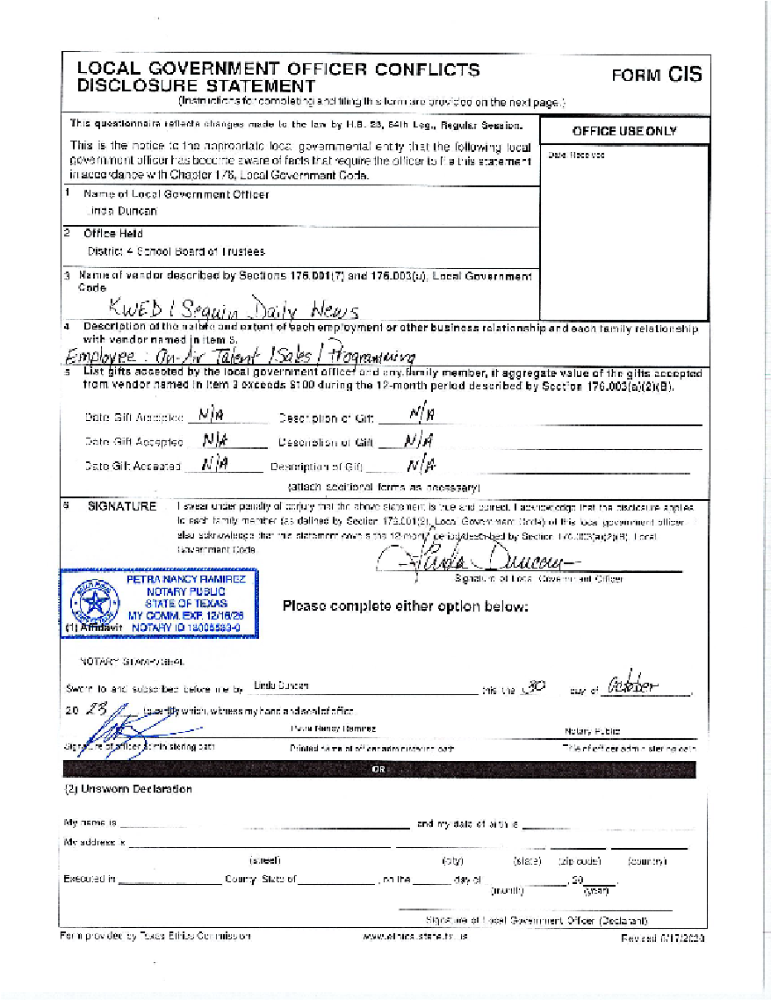 LOCAL GOVERNMENT OFFICER CONFLICTS
DISCLOSURE STATEMENT
FORM CIS
(Instructions for completing and filing this form are provided on the next page.)
This questionnaire reflects changes made to the law by H.B. 23, 84th Leg., Regular Session.
OFFICE USE ONLY
This is the notice to the appropriate local governmental entity that the following local
government officer has become aware of facts that require the officer to file this statement
in accordance with Chapter 176, Local Government Code.
Date Received
1 Name of Local Government Officer
Linda Duncan
2 Office Held
District 4 School Board of Trustees
3 Name of vendor described by Sections 176.001(7) and 176.003(a), Local Government
Code
KWED / Seguin Daily News
4 Description of the nature and extent of each employment or other business relationship and each family relationship
with vendor named in item 3.
Employee: On-Air Talent / Sales / Programming
5 List gifts accepted by the local government officer and any family member, if aggregate value of the gifts accepted
from vendor named in item 3 exceeds $100 during the 12-month period described by Section 176.003(a)(2)(B).
Date Gift Accepted N/A Description of Gift N/A
Date Gift Accepted N/A Description of Gift N/A
Date Gift Accepted N/A Description of Gift N/A
(attach additional forms as necessary)
6 SIGNATURE I swear under penalty of perjury that the above statement is true and correct. I acknowledge that the disclosure applies
to each family member (as defined by Section 176.001(2), Local Government Code) of this local government officer. I
also acknowledge that this statement covers the 12-month period described by Section 176.003(a)(2)(B), Local
Government Code.
Linda Duncan
Signature of Local Government Officer
PETRA NANCY RAMIREZ
NOTARY PUBLIC
STATE OF TEXAS
MY COMM. EXP. 12/16/26
NOTARY ID 13005583-0
Please complete either option below:
(1) Affidavit
NOTARY STAMP/SEAL
Sworn to and subscribed before me by Linda Duncan this the 30 day of October,
20 23, to certify which, witness my hand and seal of office.
Petra Nancy Ramirez Notary Public
Signature of officer administering oath Printed name of officer administering oath Title of officer administering oath
OR
(2) Unsworn Declaration
My name is and my date of birth is
My address is
(street) (city) (state) (zip code) (country)
Executed in County, State of , on the day of , 20 .
(month) (year)
Signature of Local Government Officer (Declarant)
Form provided by Texas Ethics Commission www.ethics.state.tx.us Revised 8/17/2020